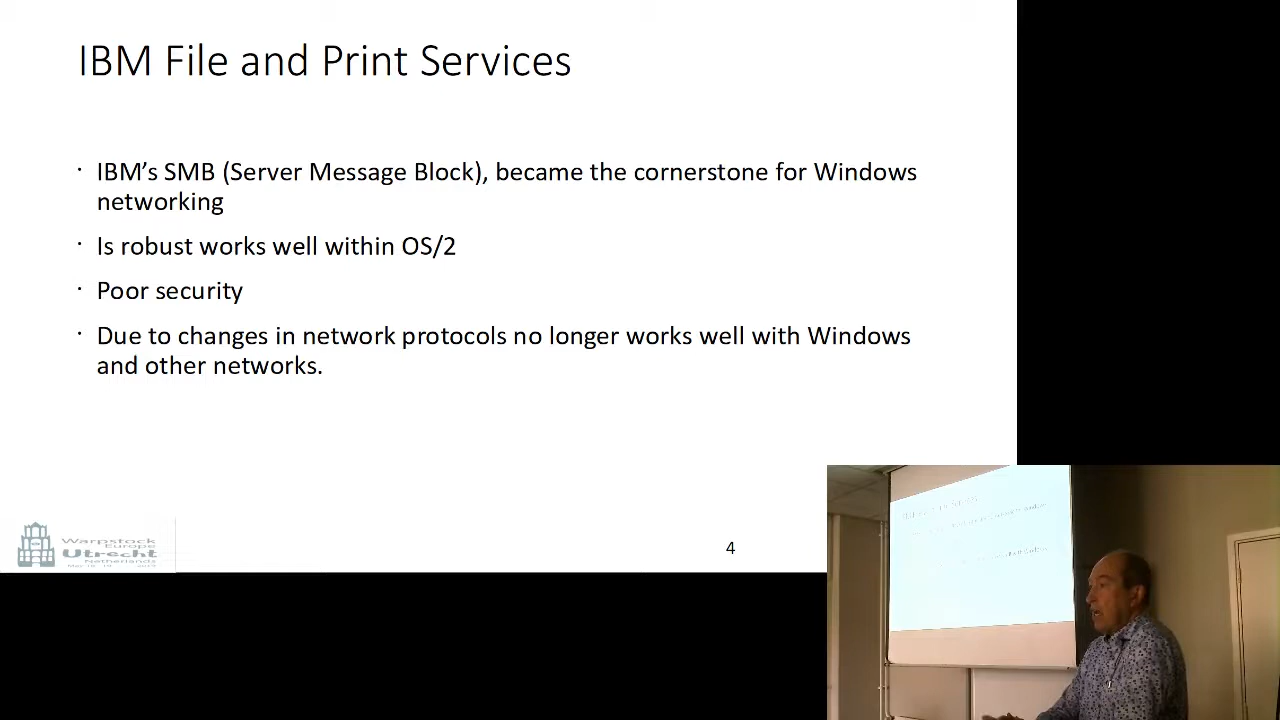 IBM File and Print Services
· IBM’s SMB (Server Message Block), became the cornerstone for Windows
networking
· Is robust works well within OS/2
· Poor security
· Due to changes in network protocols no longer works well with Windows
and other networks.
Warpstock
Europe
Utrecht
Netherlands
4